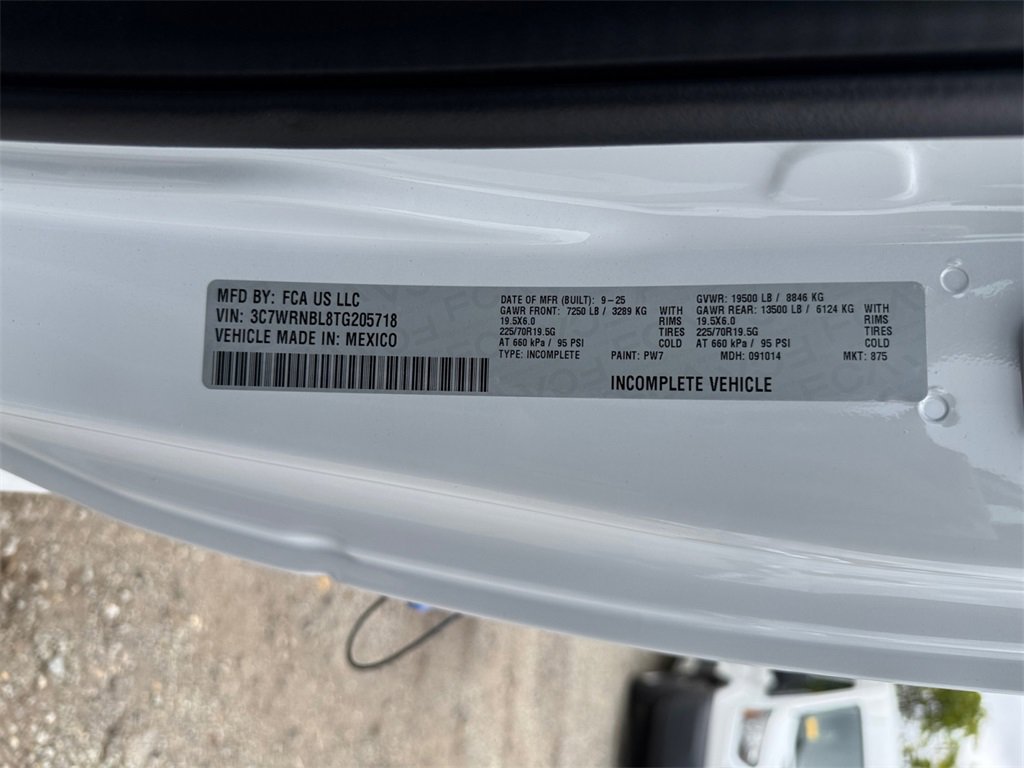 MFD BY: FCA US LLC
VIN: 3C7WRNBL8TG205718
VEHICLE MADE IN: MEXICO
DATE OF MFR (BUILT): 9-25
GAWR FRONT: 7250 LB / 3289 KG WITH
19.5X6.0 RIMS
225/70R19.5G TIRES
AT 660 kPa / 95 PSI COLD
TYPE: INCOMPLETE
GVWR: 19500 LB / 8846 KG
GAWR REAR: 13500 LB / 6124 KG WITH
19.5X6.0 RIMS
225/70R19.5G TIRES
AT 660 kPa / 95 PSI COLD
PAINT: PW7 MDH: 091014 MKT: 875
INCOMPLETE VEHICLE